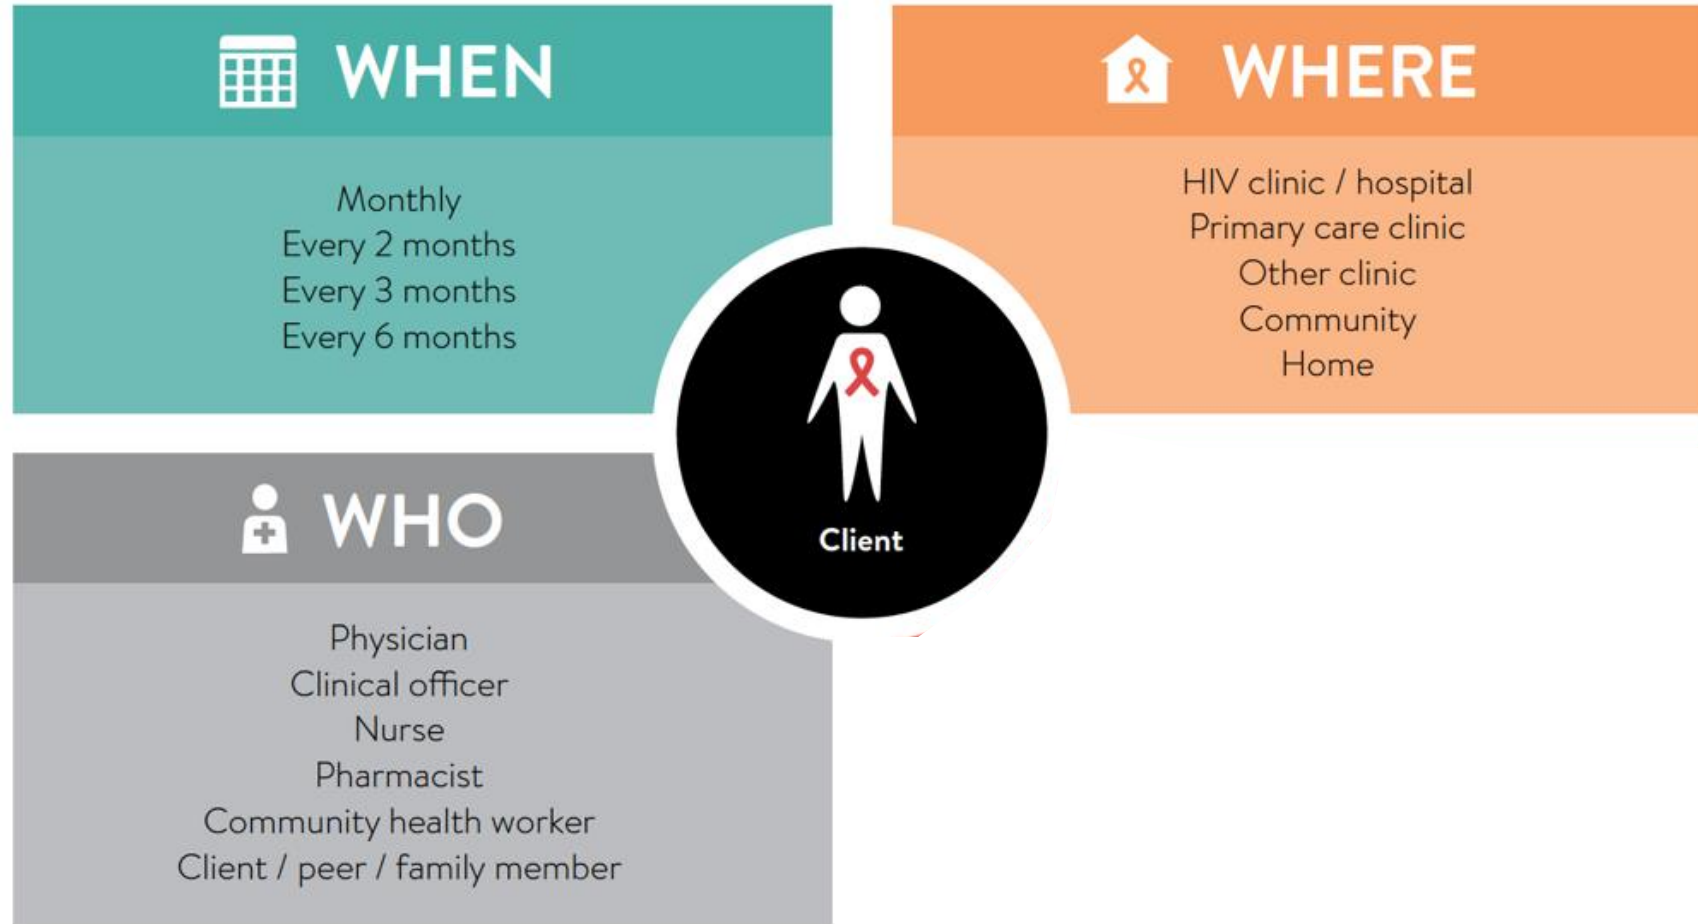 WHEN
Monthly
Every 2 months
Every 3 months
Every 6 months
WHERE
HIV clinic / hospital
Primary care clinic
Other clinic
Community
Home
Client
WHO
Physician
Clinical officer
Nurse
Pharmacist
Community health worker
Client / peer / family member